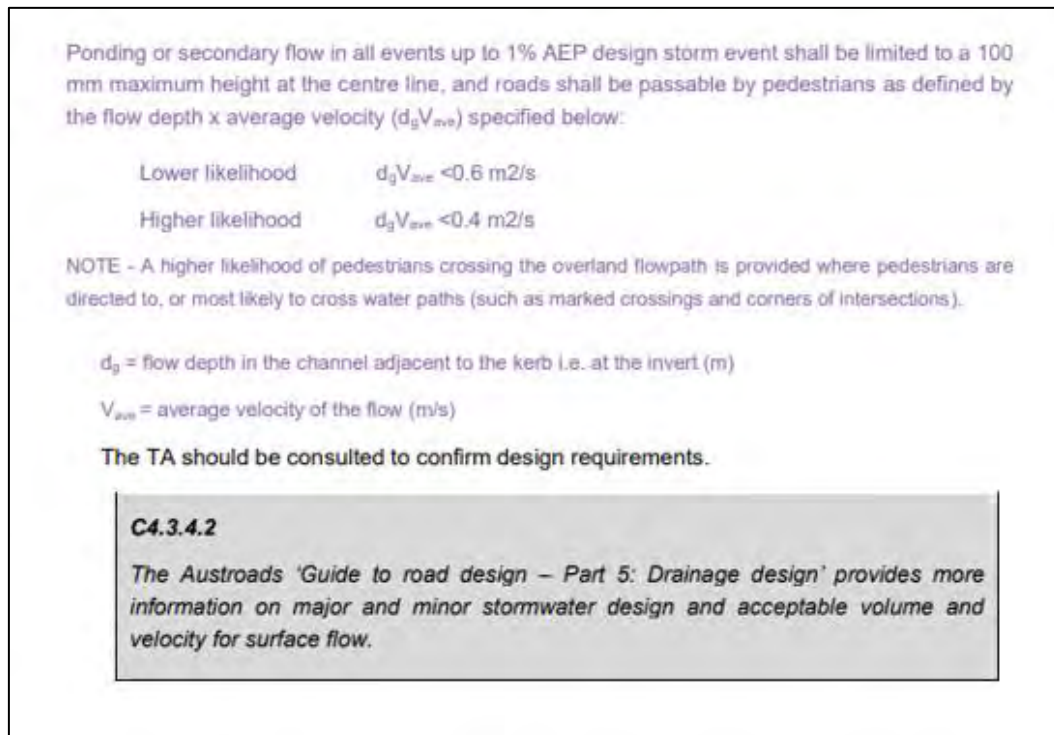 Ponding or secondary flow in all events up to 1% AEP design storm event shall be limited to a 100
mm maximum height at the centre line, and roads shall be passable by pedestrians as defined by
the flow depth x average velocity (dgVave) specified below:
Lower likelihood dgVave <0.6 m2/s
Higher likelihood dgVave <0.4 m2/s
NOTE - A higher likelihood of pedestrians crossing the overland flowpath is provided where pedestrians are
directed to, or most likely to cross water paths (such as marked crossings and corners of intersections).
dg = flow depth in the channel adjacent to the kerb i.e. at the invert (m)
Vave = average velocity of the flow (m/s)
The TA should be consulted to confirm design requirements.
C4.3.4.2
The Austroads ‘Guide to road design – Part 5: Drainage design’ provides more
information on major and minor stormwater design and acceptable volume and
velocity for surface flow.